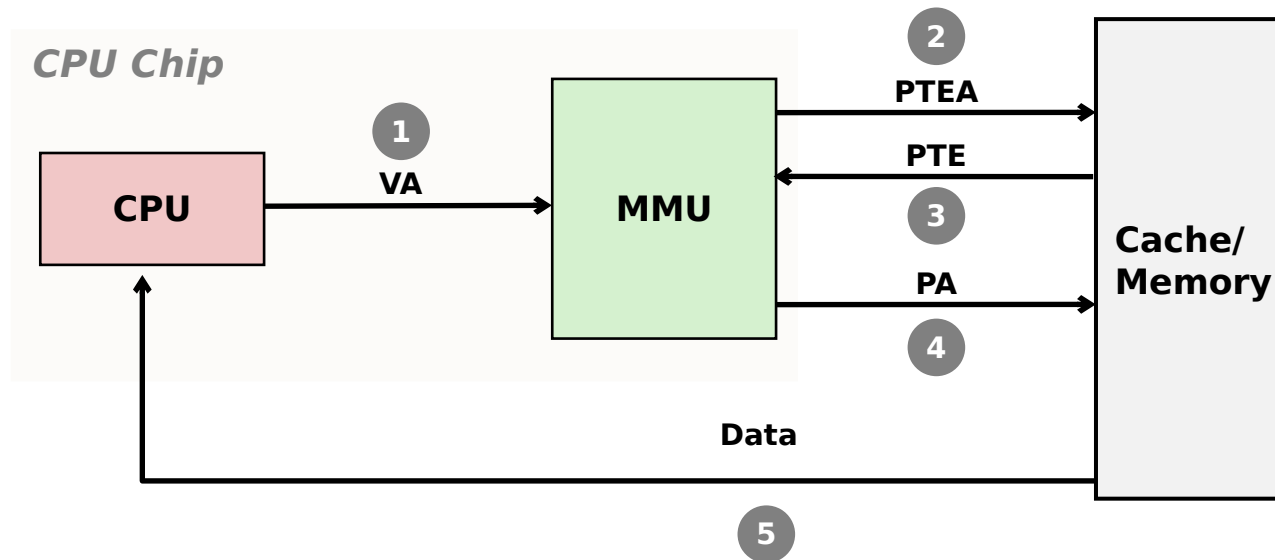 CPU Chip
2
PTEA
1
VA
PTE
CPU
MMU
3
Cache/
Memory
PA
4
Data
5